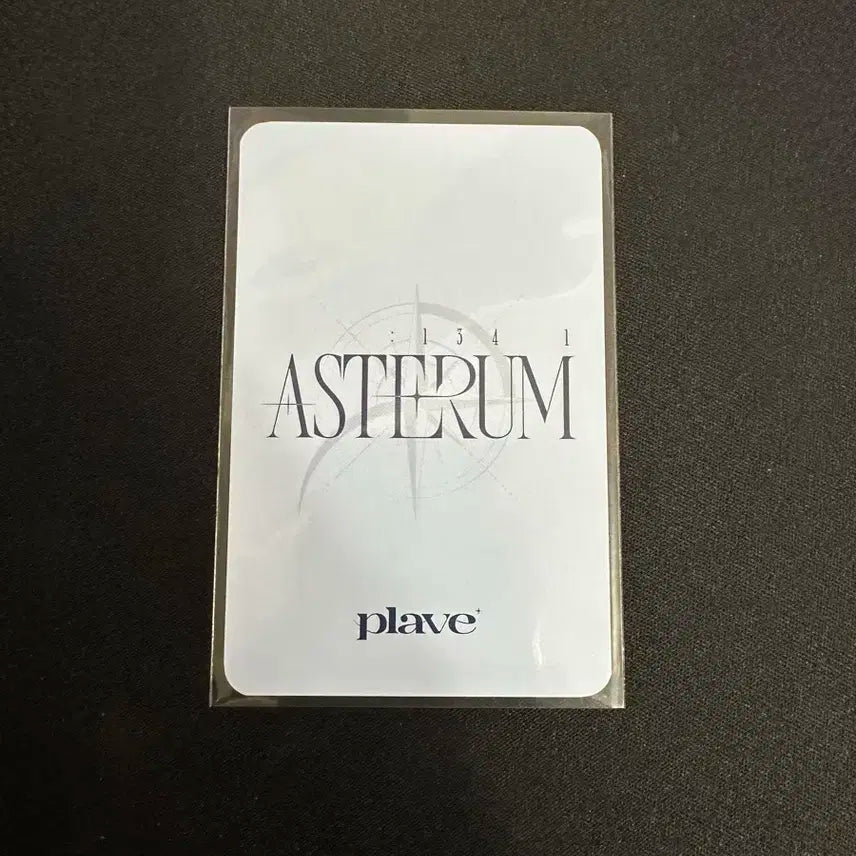 :134 1
ASTERUM
plave